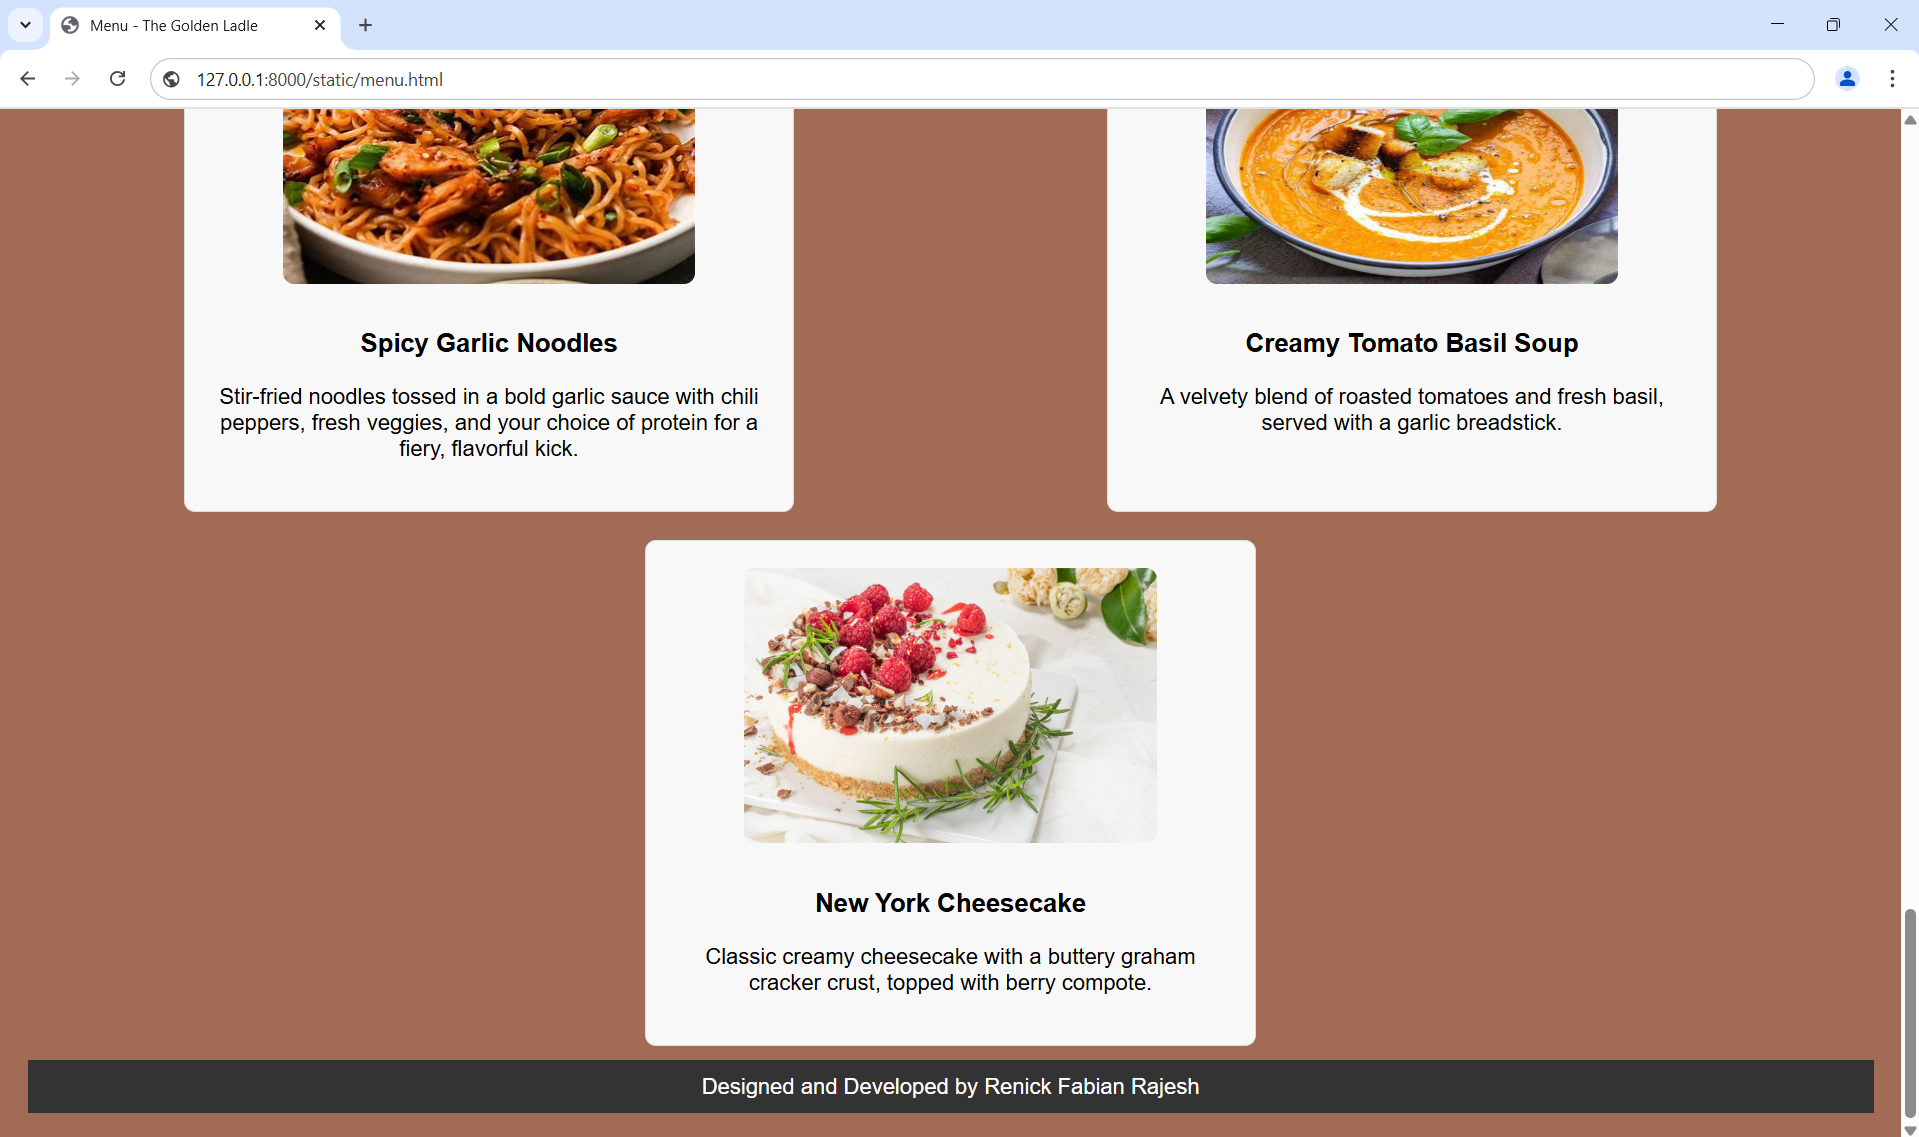 Menu - The Golden Ladle
127.0.0.1:8000/static/menu.html
Spicy Garlic Noodles
Stir-fried noodles tossed in a bold garlic sauce with chili
peppers, fresh veggies, and your choice of protein for a
fiery, flavorful kick.
Creamy Tomato Basil Soup
A velvety blend of roasted tomatoes and fresh basil,
served with a garlic breadstick.
New York Cheesecake
Classic creamy cheesecake with a buttery graham
cracker crust, topped with berry compote.
Designed and Developed by Renick Fabian Rajesh